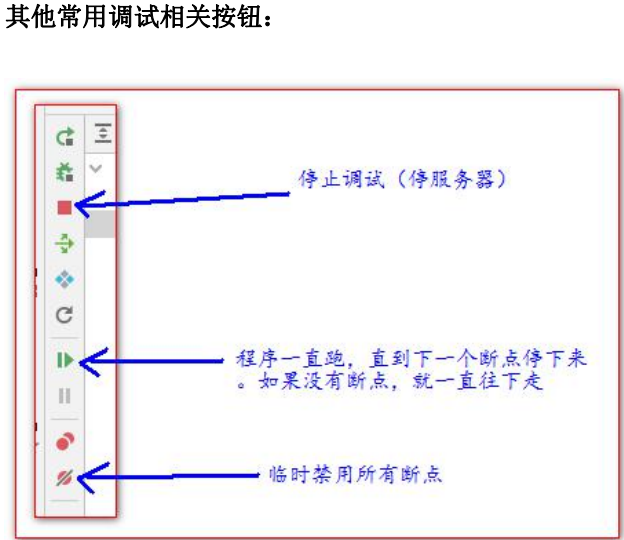 其他常用调试相关按钮：
停止调试（停服务器）
程序一直跑，直到下一个断点停下来
。如果没有断点，就一直往下走
临时禁用所有断点